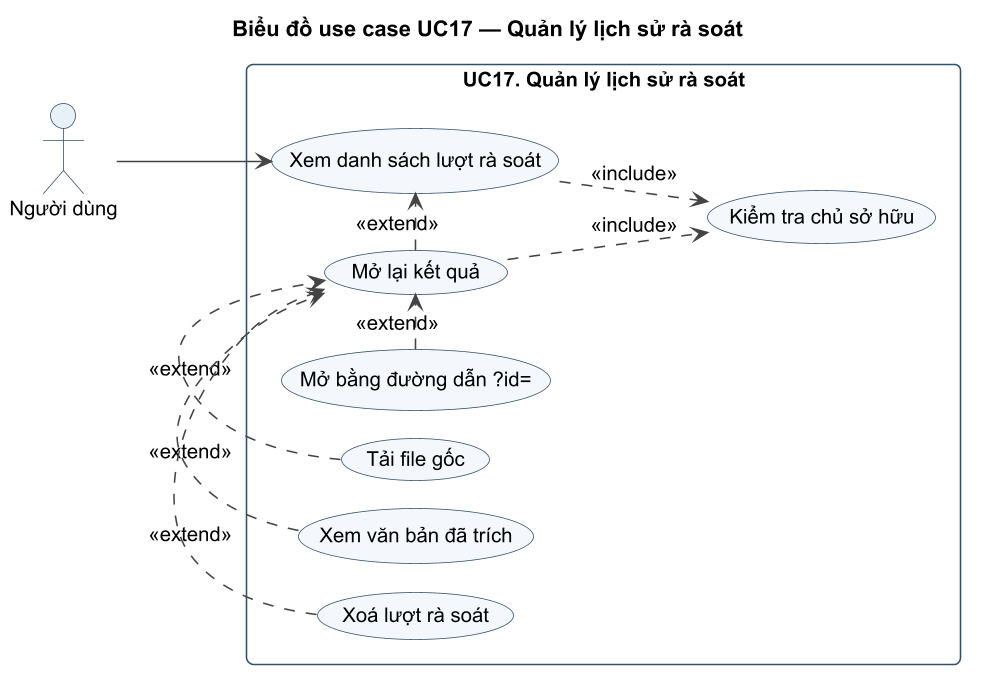 Biểu đồ use case UC17 — Quản lý lịch sử rà soát
UC17. Quản lý lịch sử rà soát
Người dùng
Xem danh sách lượt rà soát
«include»
Kiểm tra chủ sở hữu
«extend»
«include»
Mở lại kết quả
«extend»
Mở bằng đường dẫn ?id=
«extend»
Tải file gốc
«extend»
Xem văn bản đã trích
«extend»
Xoá lượt rà soát